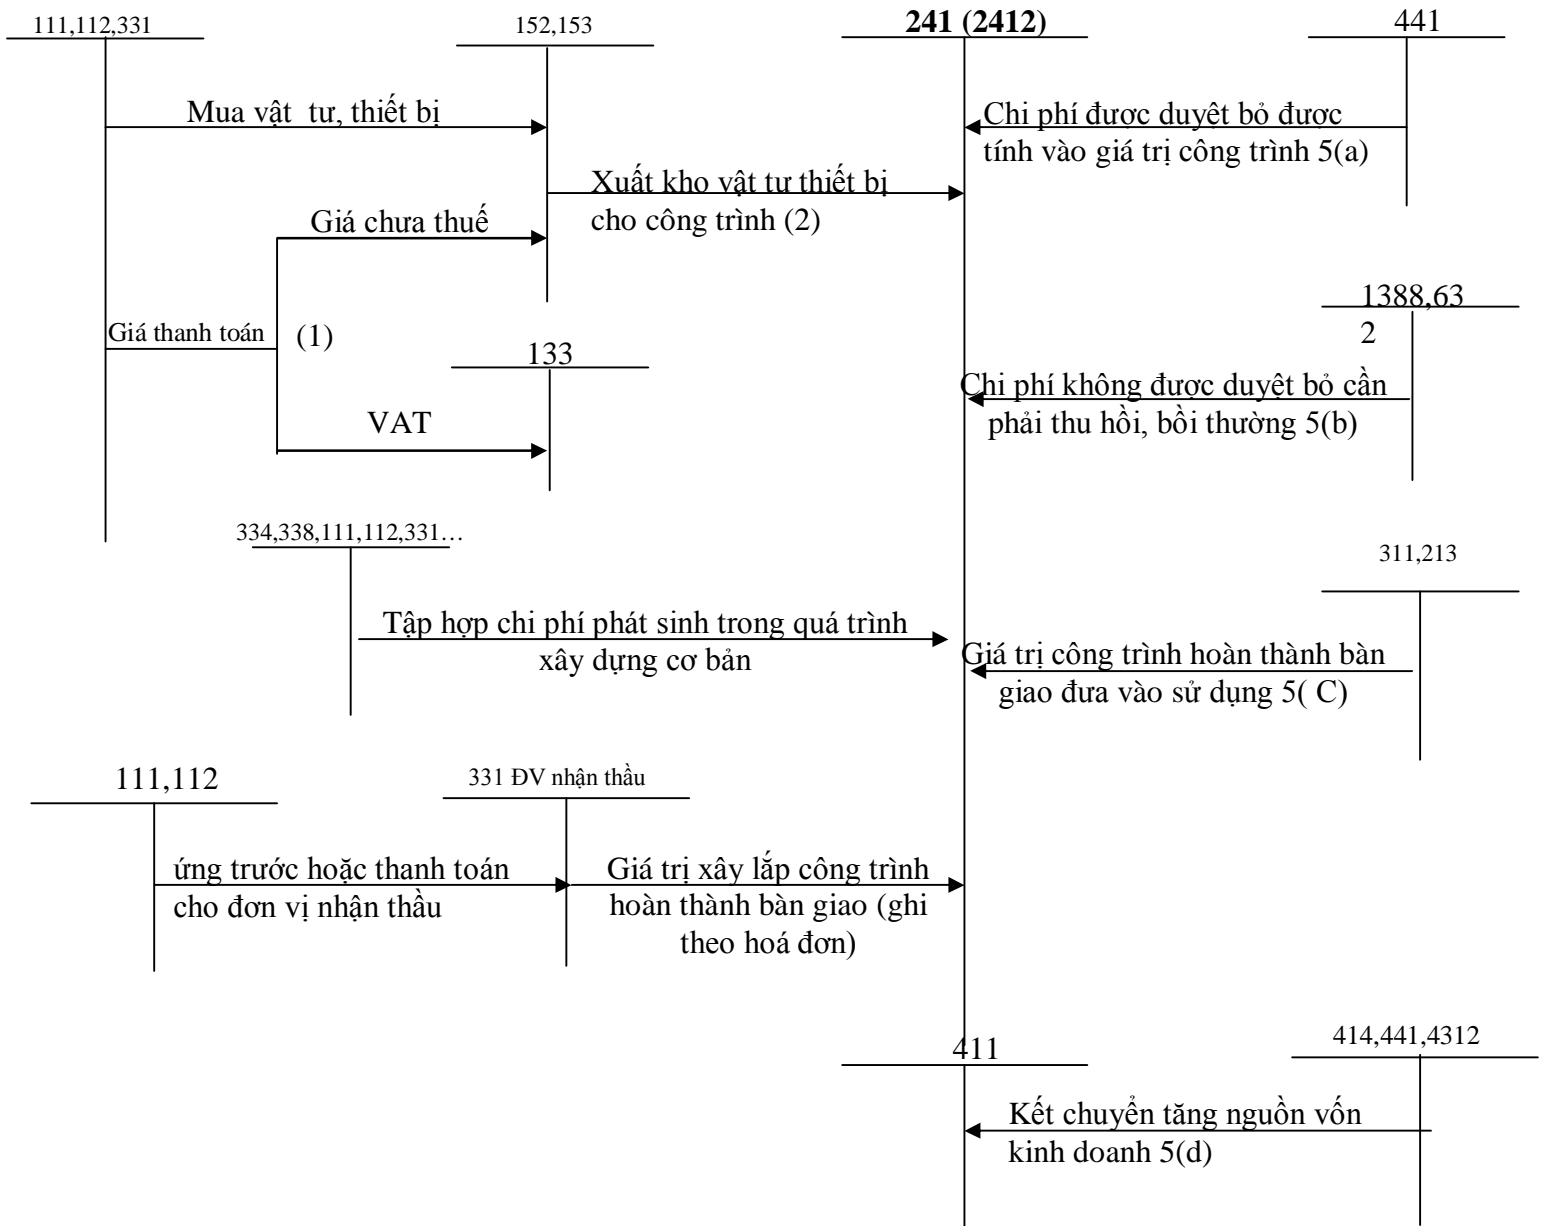 111,112,331
152,153
241 (2412)
441
Mua vật tư, thiết bị
Chi phí được duyệt bỏ được
tính vào giá trị công trình 5(a)
Xuất kho vật tư thiết bị
cho công trình (2)
Giá chưa thuế
1388,63
2
Giá thanh toán
(1)
133
Chi phí không được duyệt bỏ cần
phải thu hồi, bồi thường 5(b)
VAT
334,338,111,112,331…
311,213
Tập hợp chi phí phát sinh trong quá trình
xây dựng cơ bản
Giá trị công trình hoàn thành bàn
giao đưa vào sử dụng 5( C)
111,112
331 ĐV nhận thầu
ứng trước hoặc thanh toán
cho đơn vị nhận thầu
Giá trị xây lắp công trình
hoàn thành bàn giao (ghi
theo hoá đơn)
411
414,441,4312
Kết chuyển tăng nguồn vốn
kinh doanh 5(d)